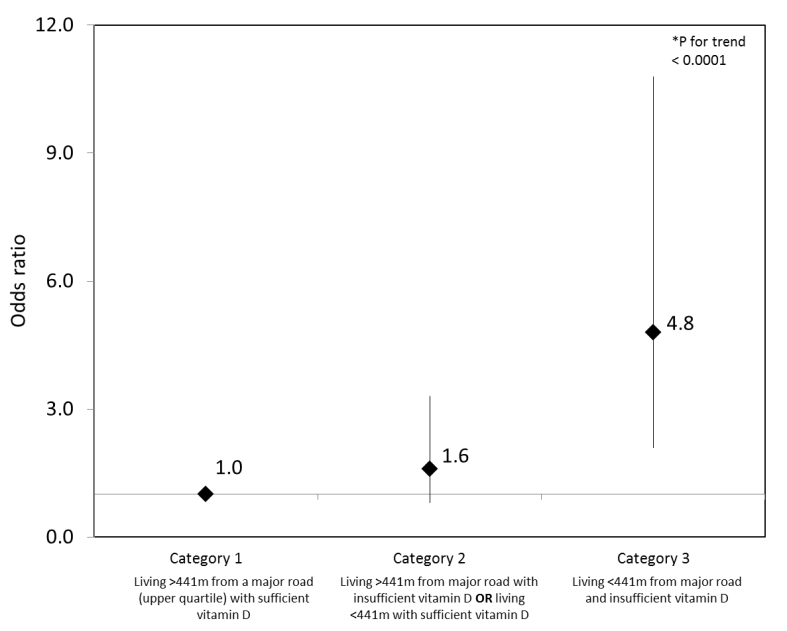 12.0
*P for trend
< 0.0001
9.0
6.0
3.0
0.0
Odds ratio
1.0
1.6
4.8
Category 1
Living >441m from a major road
(upper quartile) with sufficient
vitamin D
Category 2
Living >441m from major road with
insufficient vitamin D OR living
<441m with sufficient vitamin D
Category 3
Living <441m from major road
and insufficient vitamin D